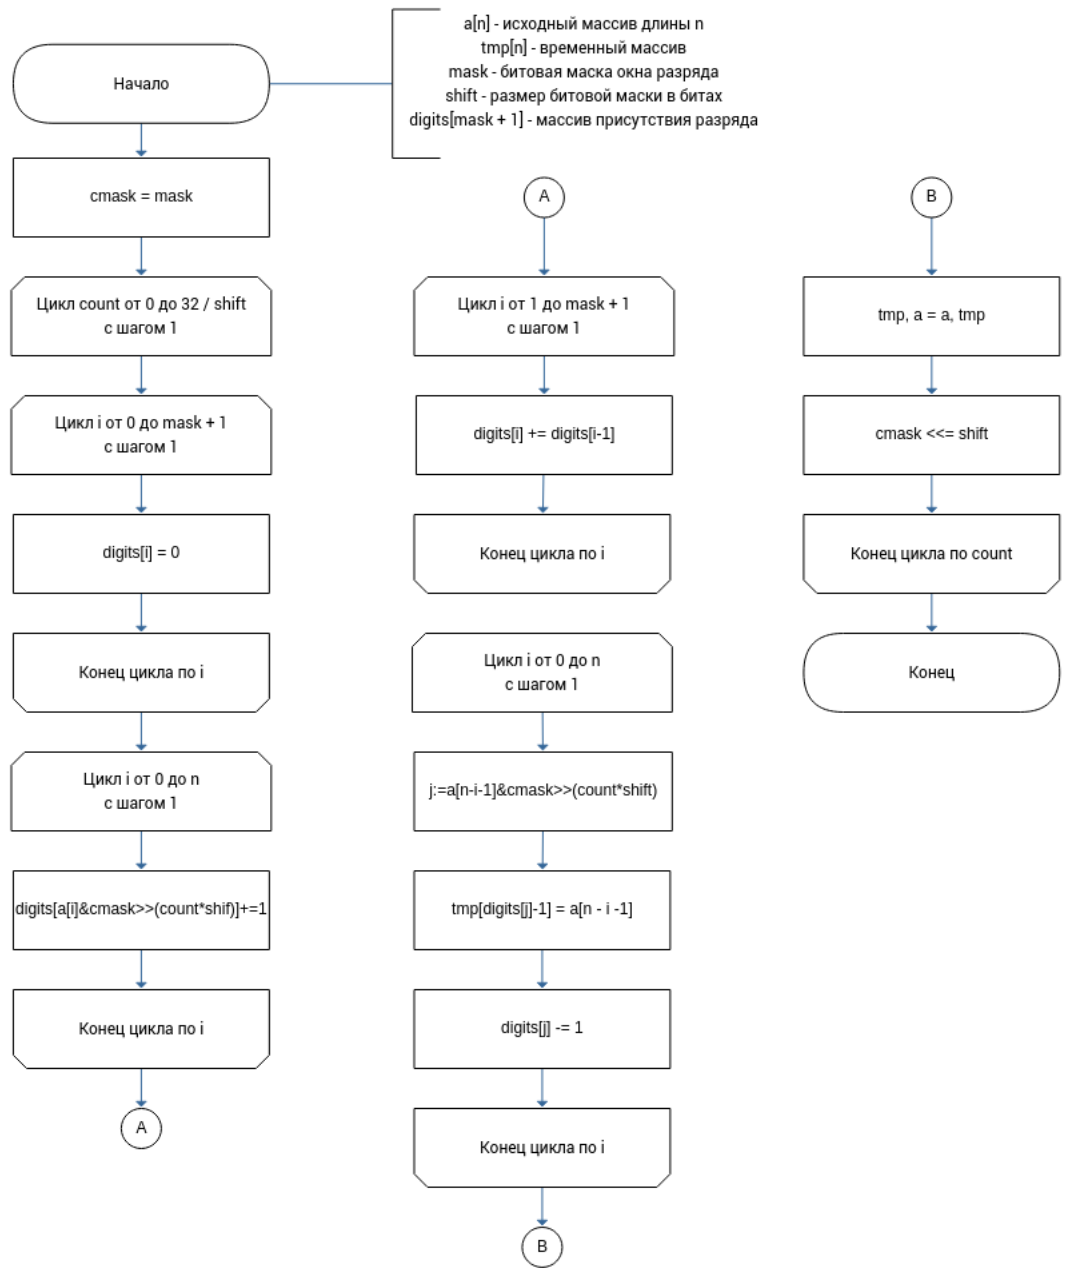 Начало
a[n] - исходный массив длины n
tmp[n] - временный массив
mask - битовая маска окна разряда
shift - размер битовой маски в битах
digits[mask + 1] - массив присутствия разряда
cmask = mask
Цикл count от 0 до 32 / shift
с шагом 1
Цикл i от 0 до mask + 1
с шагом 1
digits[i] = 0
Конец цикла по i
Цикл i от 0 до n
с шагом 1
digits[a[i]&cmask>>(count*shif)]+=1
Конец цикла по i
A
A
Цикл i от 1 до mask + 1
с шагом 1
digits[i] += digits[i-1]
Конец цикла по i
Цикл i от 0 до n
с шагом 1
j:=a[n-i-1]&cmask>>(count*shift)
tmp[digits[j]-1] = a[n - i -1]
digits[j] -= 1
Конец цикла по i
B
B
tmp, a = a, tmp
cmask <<= shift
Конец цикла по count
Конец